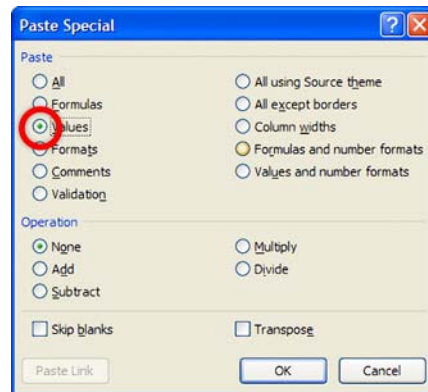 Paste Special
Paste
All
All using Source theme
Formulas
All except borders
Values
Column widths
Formats
Formulas and number formats
Comments
Values and number formats
Validation
Operation
None
Multiply
Add
Divide
Subtract
Skip blanks
Transpose
Paste Link
OK
Cancel